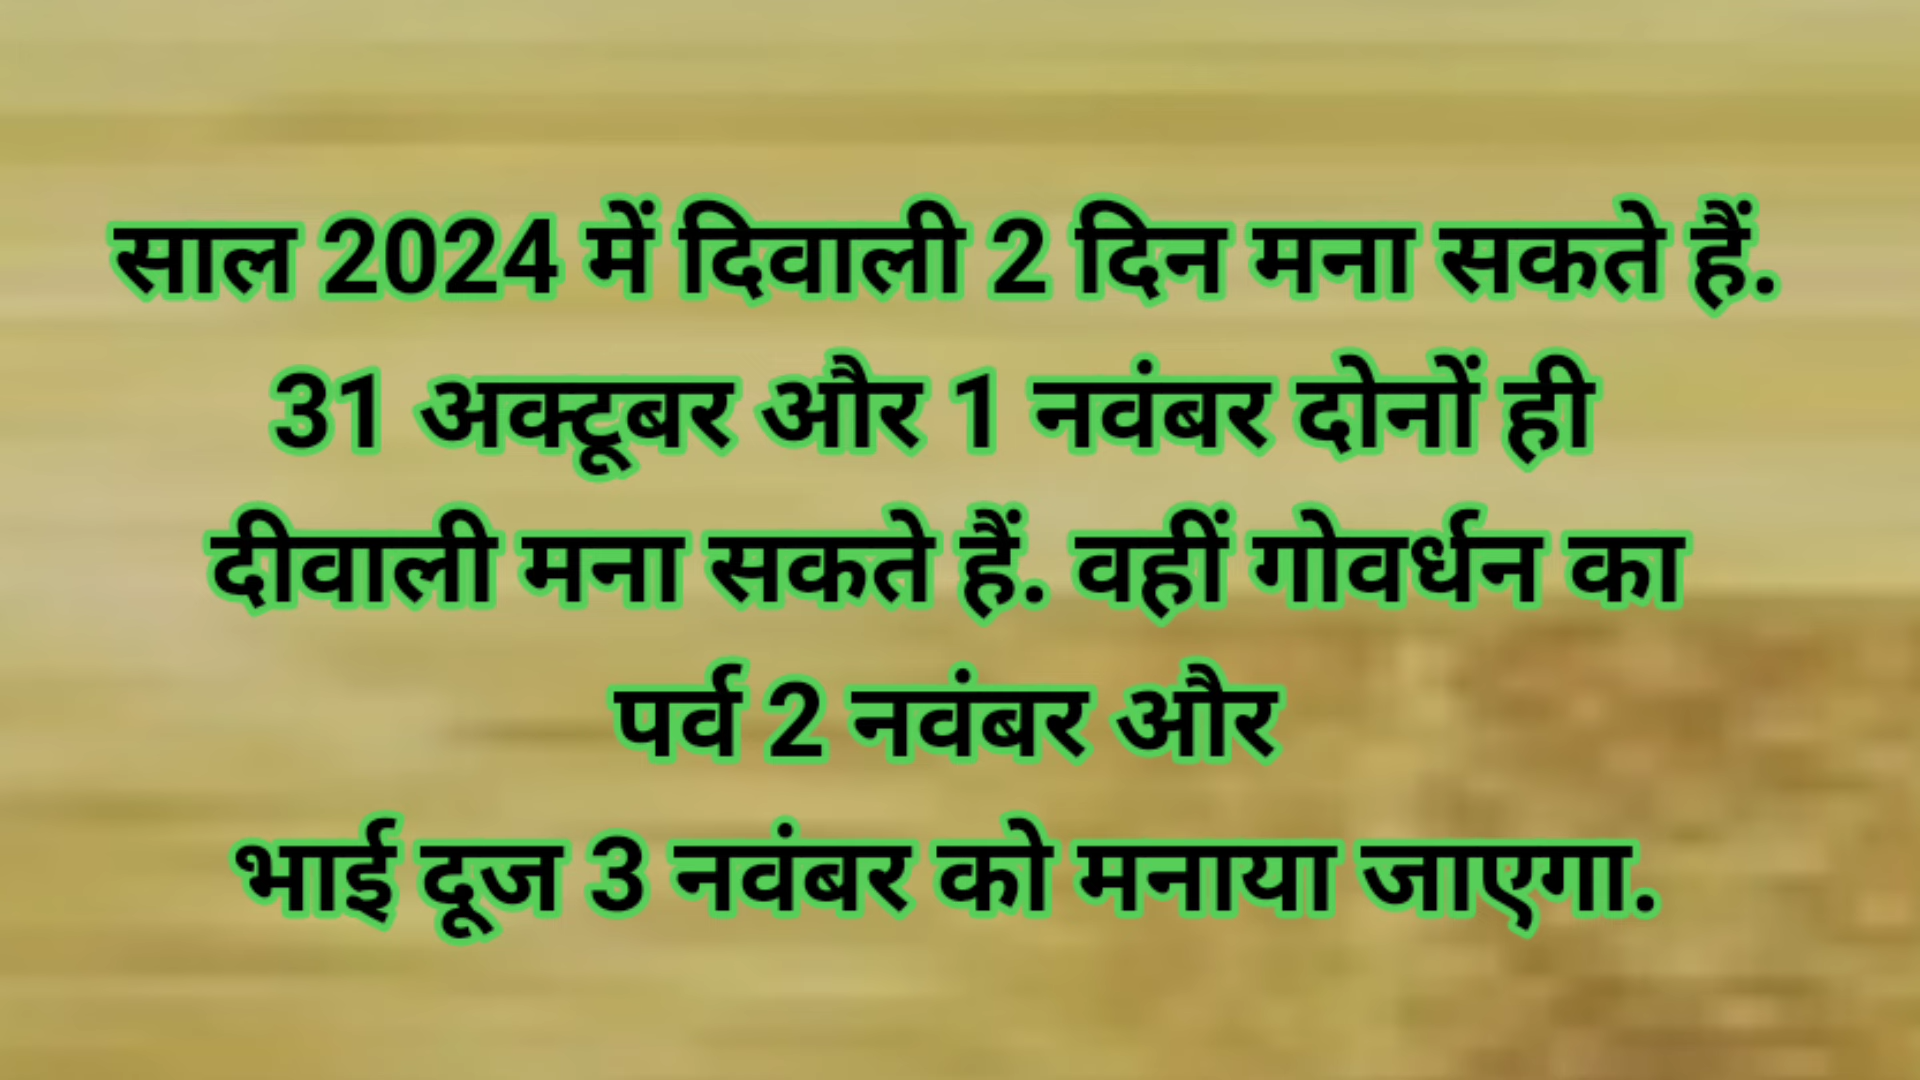 साल 2024 में दिवाली 2 दिन मना सकते हैं.
31 अक्टूबर और 1 नवंबर दोनों ही
दीवाली मना सकते हैं. वहीं गोवर्धन का
पर्व 2 नवंबर और
भाई दूज 3 नवंबर को मनाया जाएगा.